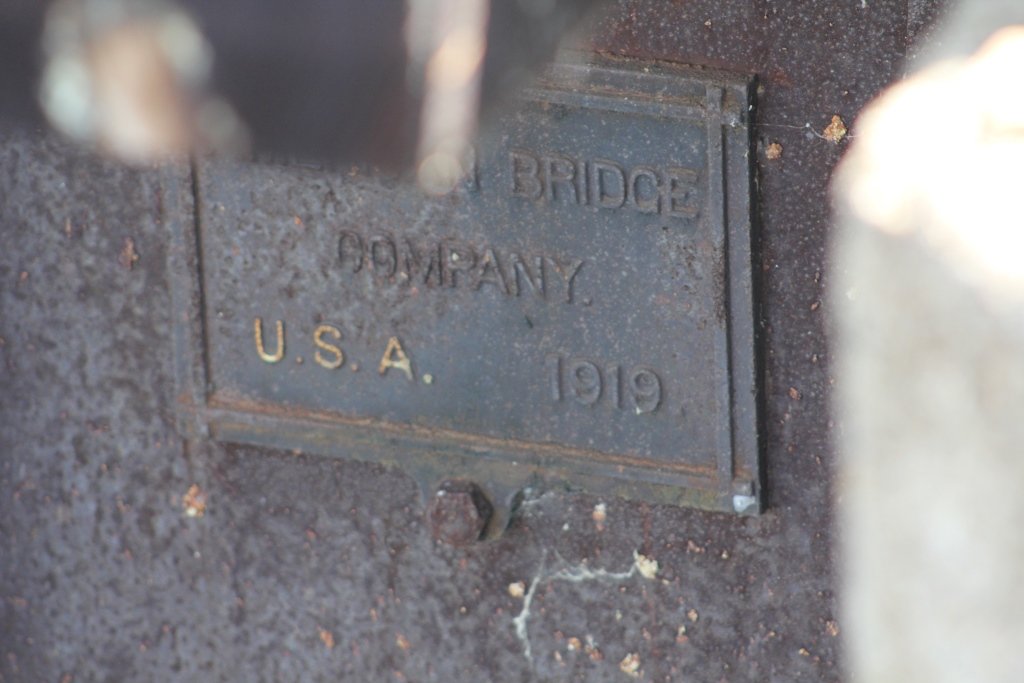 BRIDGE
COMPANY.
U.S.A. 1919